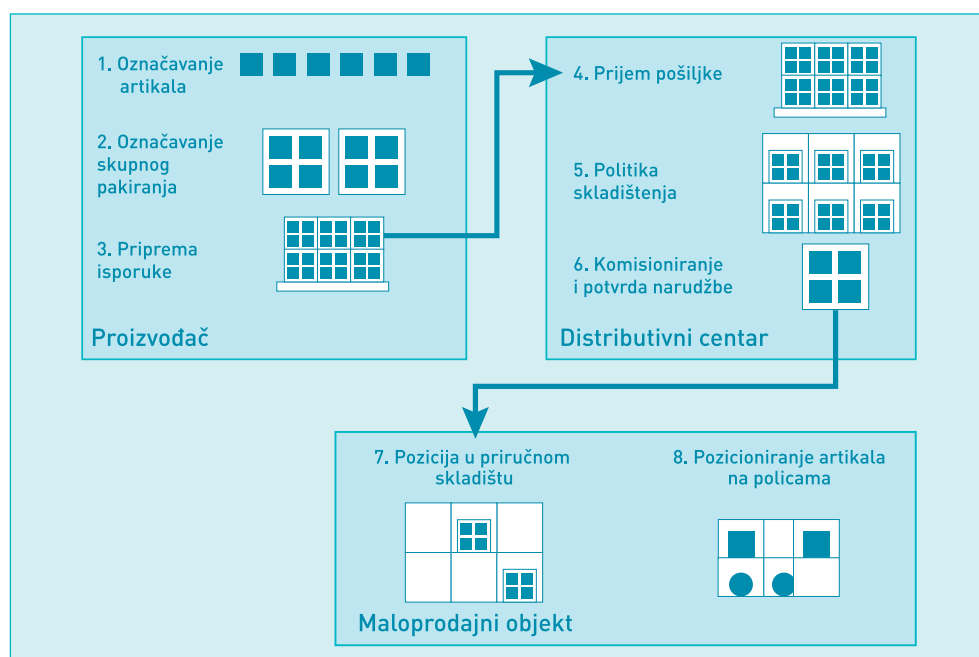 1. Označavanje
artikala
2. Označavanje
skupnog
pakiranja
3. Priprema
isporuke
Proizvođač
4. Prijem pošiljke
5. Politika
skladištenja
6. Komisioniranje
i potvrda narudžbe
Distributivni centar
7. Pozicija u priručnom
skladištu
8. Pozicioniranje artikala
na policama
Maloprodajni objekt